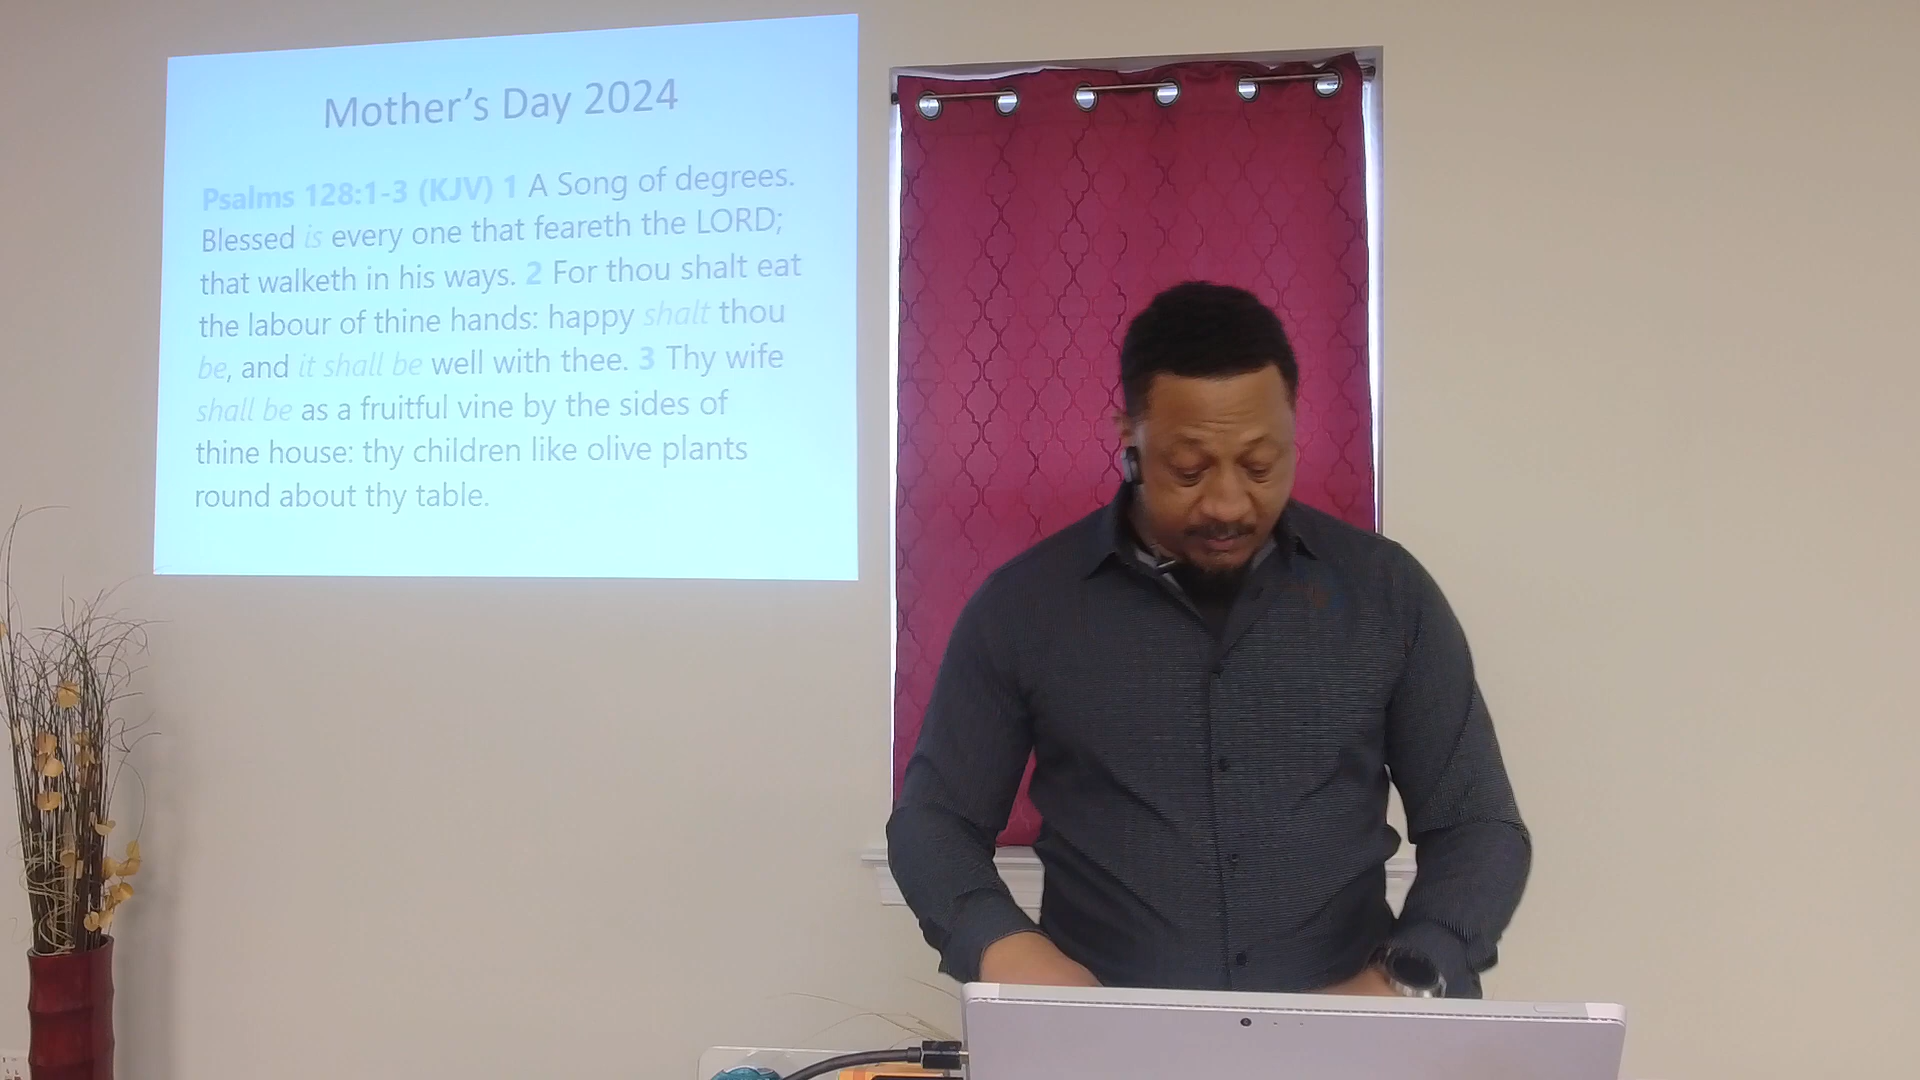 Mother's Day 2024
Psalms 128:1-3 (KJV) 1 A Song of degrees.
Blessed is every one that feareth the LORD;
that walketh in his ways. 2 For thou shalt eat
the labour of thine hands: happy shalt thou
be, and it shall be well with thee. 3 Thy wife
shall be as a fruitful vine by the sides of
thine house: thy children like olive plants
round about thy table.